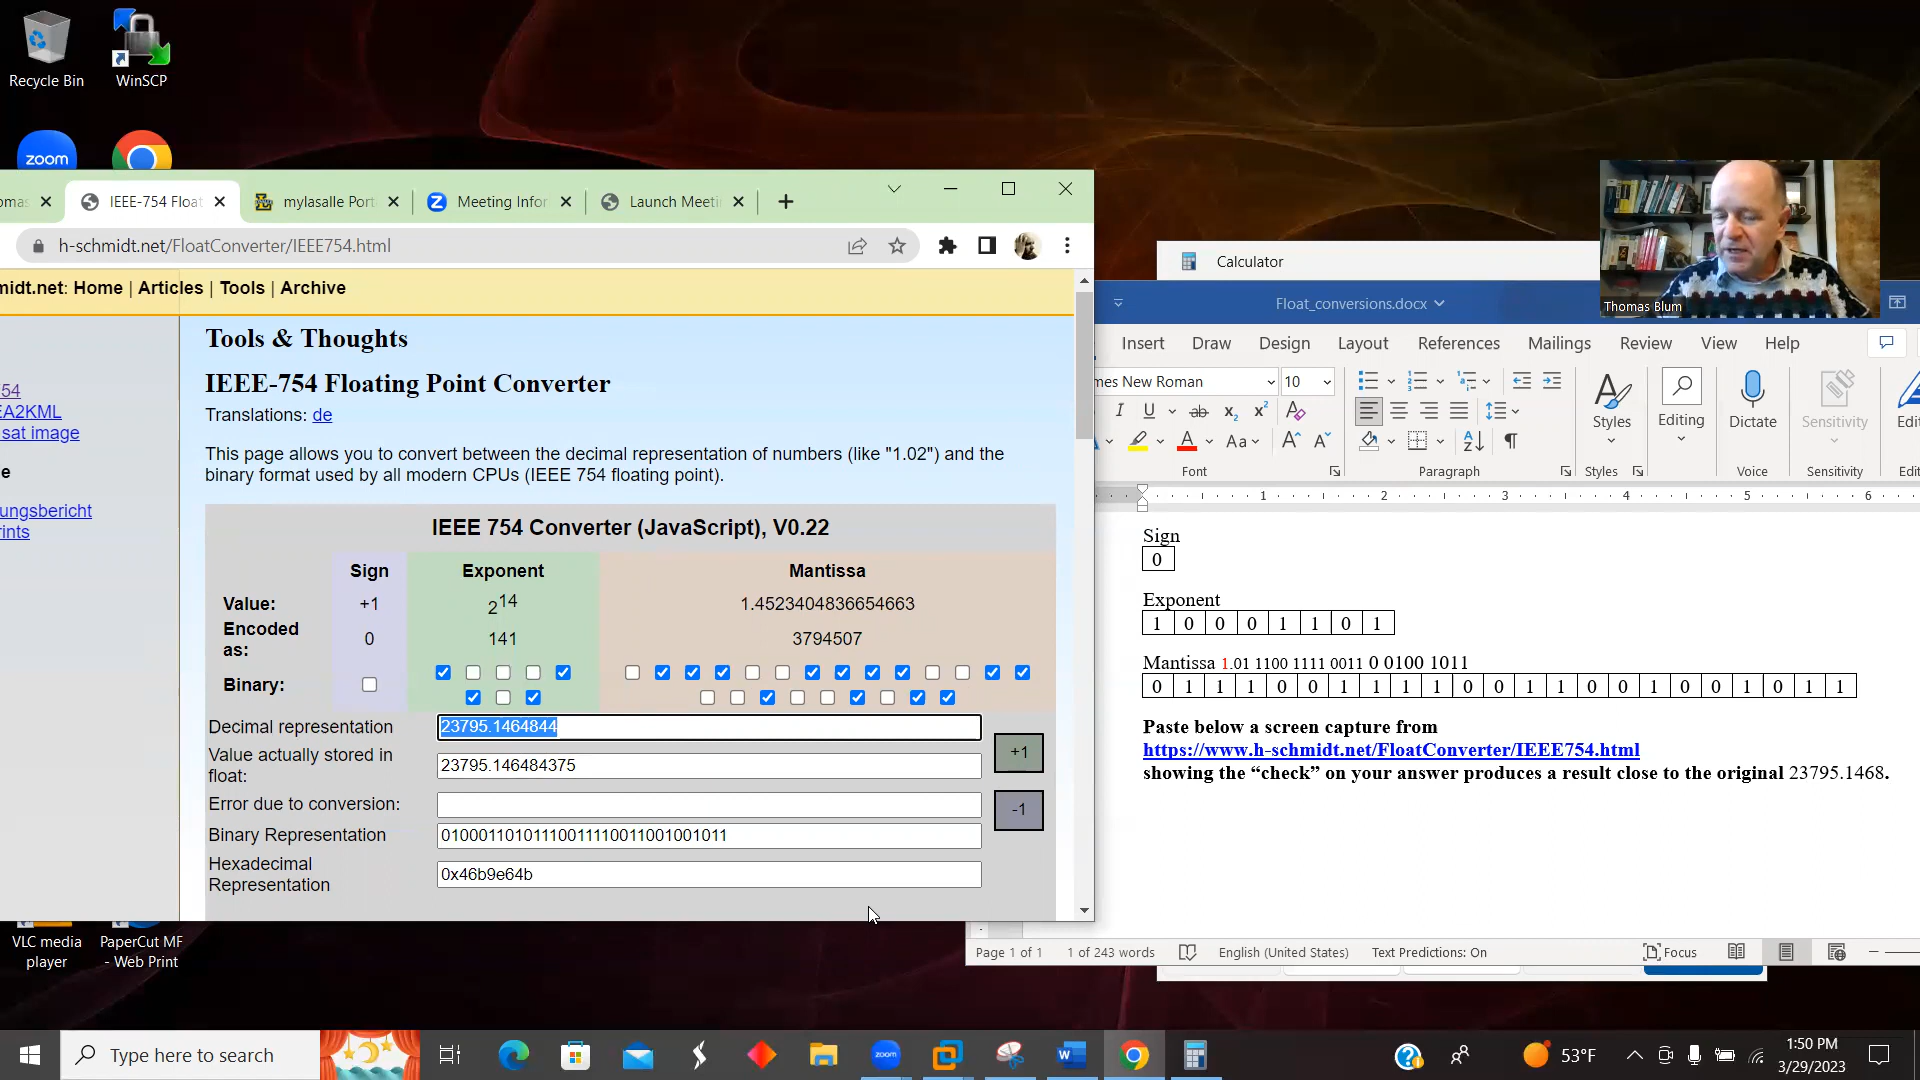 Recycle Bin
WinSCP
zoom
omas
IEEE-754 Float
mylasalle Port
Meeting Infor
Launch Meeti
h-schmidt.net/FloatConverter/IEEE754.html
midt.net: Home | Articles | Tools | Archive
54
EA2KML
sat image
e
ungsbericht
rints
Tools & Thoughts
IEEE-754 Floating Point Converter
Translations: de
This page allows you to convert between the decimal representation of numbers (like "1.02") and the
binary format used by all modern CPUs (IEEE 754 floating point).
IEEE 754 Converter (JavaScript), V0.22
Sign Exponent Mantissa
Value: +1 2^14 1.4523404836654663
Encoded as: 0 141 3794507
Binary:
Decimal representation 23795.1464844
Value actually stored in float: 23795.146484375
+1
Error due to conversion:
-1
Binary Representation 01000110101110011110011001001011
Hexadecimal Representation 0x46b9e64b
Calculator
Float_conversions.docx
Thomas Blum
Insert Draw Design Layout References Mailings Review View Help
mes New Roman 10
Styles Editing Dictate Sensitivity Edit
Font Paragraph Styles Voice Sensitivity Edit
1 2 3 4 5 6
Sign
0
Exponent
1 0 0 0 1 1 0 1
Mantissa 1.01 1100 1111 0011 0 0100 1011
0 1 1 1 0 0 1 1 1 1 0 0 1 1 0 0 1 0 0 1 0 1 1
Paste below a screen capture from
https://www.h-schmidt.net/FloatConverter/IEEE754.html
showing the “check” on your answer produces a result close to the original 23795.1468.
Page 1 of 1 1 of 243 words English (United States) Text Predictions: On Focus
VLC media player
PaperCut MF - Web Print
Type here to search
zoom
53°F
1:50 PM
3/29/2023